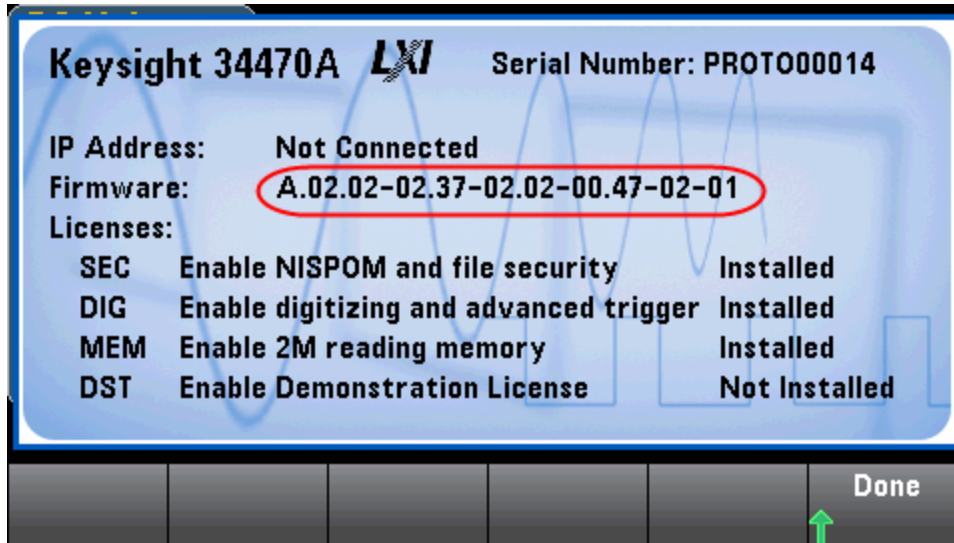 Keysight 34470A LXI Serial Number: PROTO00014
IP Address: Not Connected
Firmware: A.02.02-02.37-02.02-00.47-02-01
Licenses:
SEC Enable NISPOM and file security Installed
DIG Enable digitizing and advanced trigger Installed
MEM Enable 2M reading memory Installed
DST Enable Demonstration License Not Installed
Done